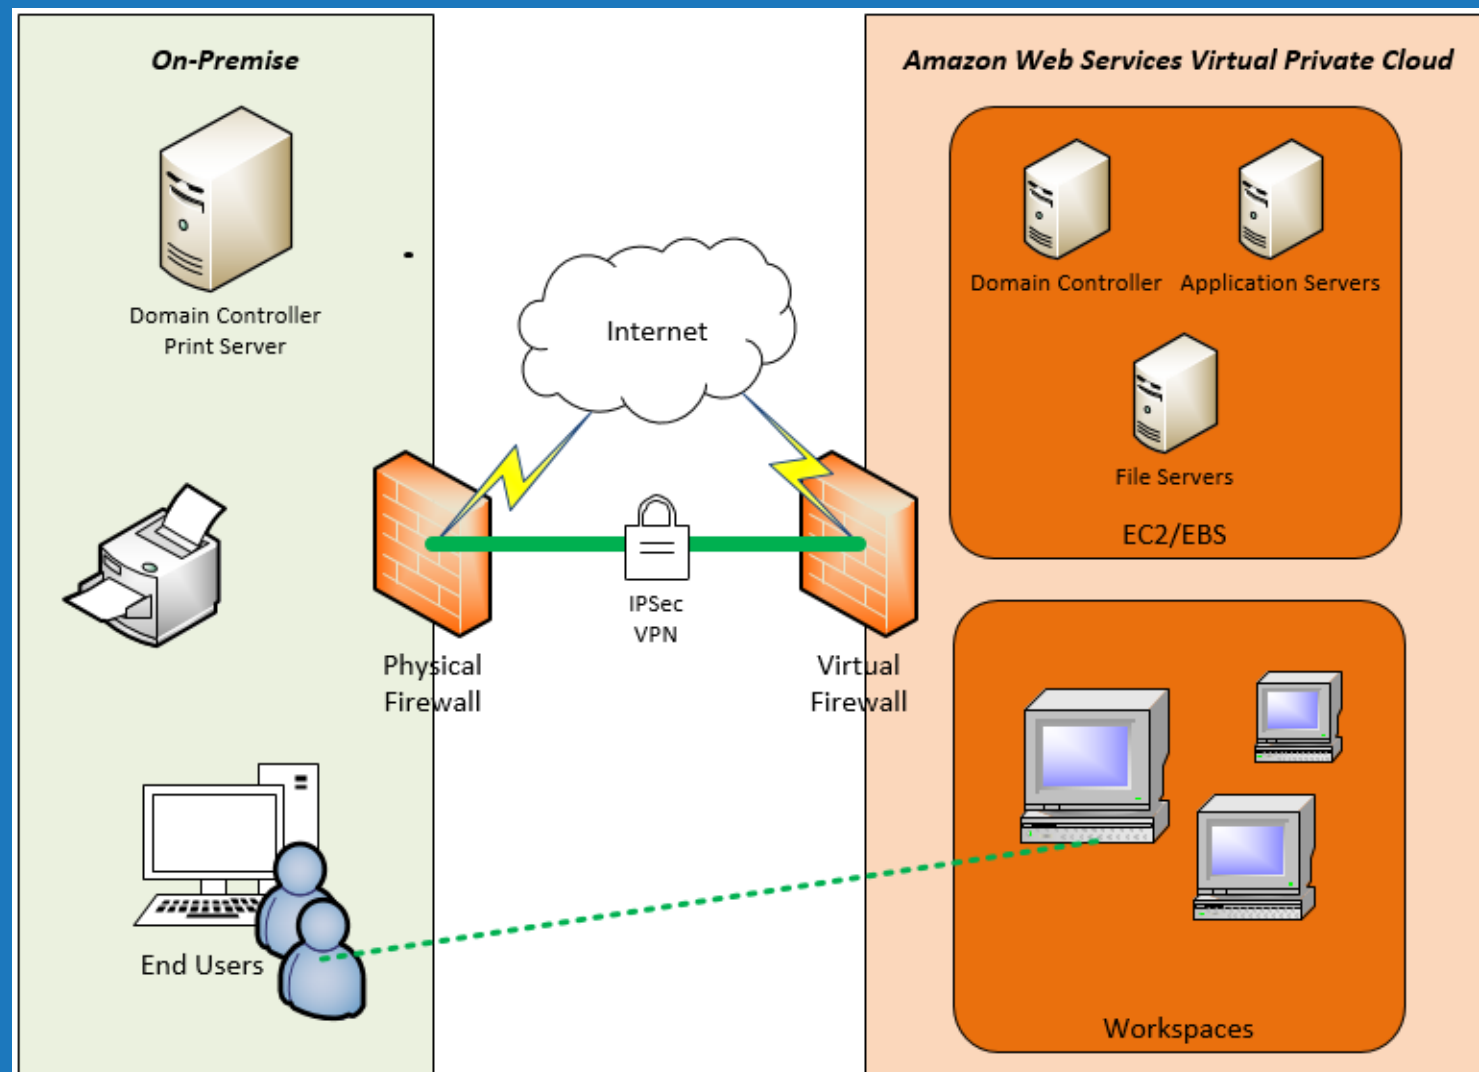 On-Premise
Domain Controller
Print Server
Physical
Firewall
End Users
Internet
IPSec
VPN
Virtual
Firewall
Amazon Web Services Virtual Private Cloud
Domain Controller
Application Servers
File Servers
EC2/EBS
Workspaces